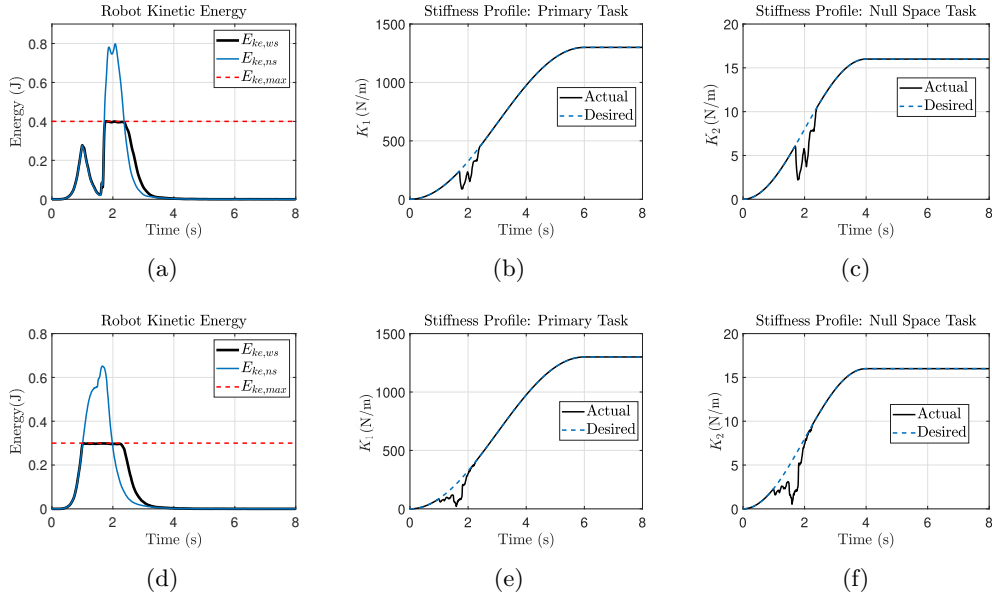 Robot Kinetic Energy
Energy (J)
0.8
0.6
0.4
0.2
0
0 2 4 6 8
Time (s)
E_{ke,ws}
E_{ke,ns}
E_{ke,max}
(a)
Stiffness Profile: Primary Task
K_1 (N/m)
1500
1000
500
0
0 2 4 6 8
Time (s)
Actual
Desired
(b)
Stiffness Profile: Null Space Task
K_2 (N/m)
20
15
10
5
0
0 2 4 6 8
Time (s)
Actual
Desired
(c)
Robot Kinetic Energy
Energy(J)
0.8
0.6
0.4
0.2
0
0 2 4 6 8
Time (s)
E_{ke,ws}
E_{ke,ns}
E_{ke,max}
(d)
Stiffness Profile: Primary Task
K_1 (N/m)
1500
1000
500
0
0 2 4 6 8
Time (s)
Actual
Desired
(e)
Stiffness Profile: Null Space Task
K_2 (N/m)
20
15
10
5
0
0 2 4 6 8
Time (s)
Actual
Desired
(f)